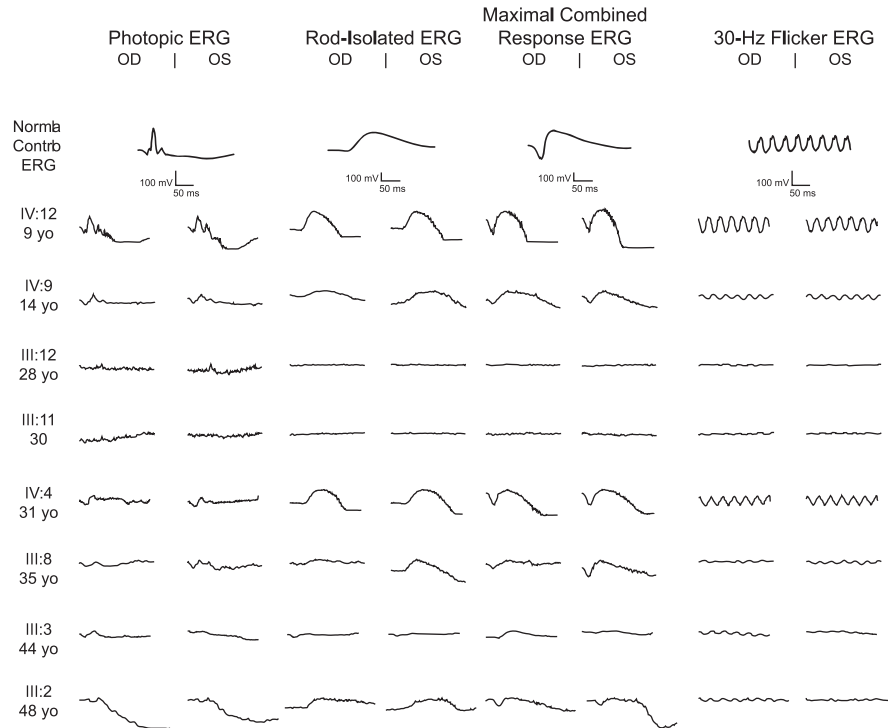 Maximal Combined
Photopic ERG Rod-Isolated ERG Response ERG 30-Hz Flicker ERG
OD | OS OD | OS OD | OS OD | OS
Norma
Contrb
ERG
100 mV 50 ms 100 mV 50 ms 100 mV 50 ms 100 mV 50 ms
IV:12
9 yo
IV:9
14 yo
III:12
28 yo
III:11
30
IV:4
31 yo
III:8
35 yo
III:3
44 yo
III:2
48 yo